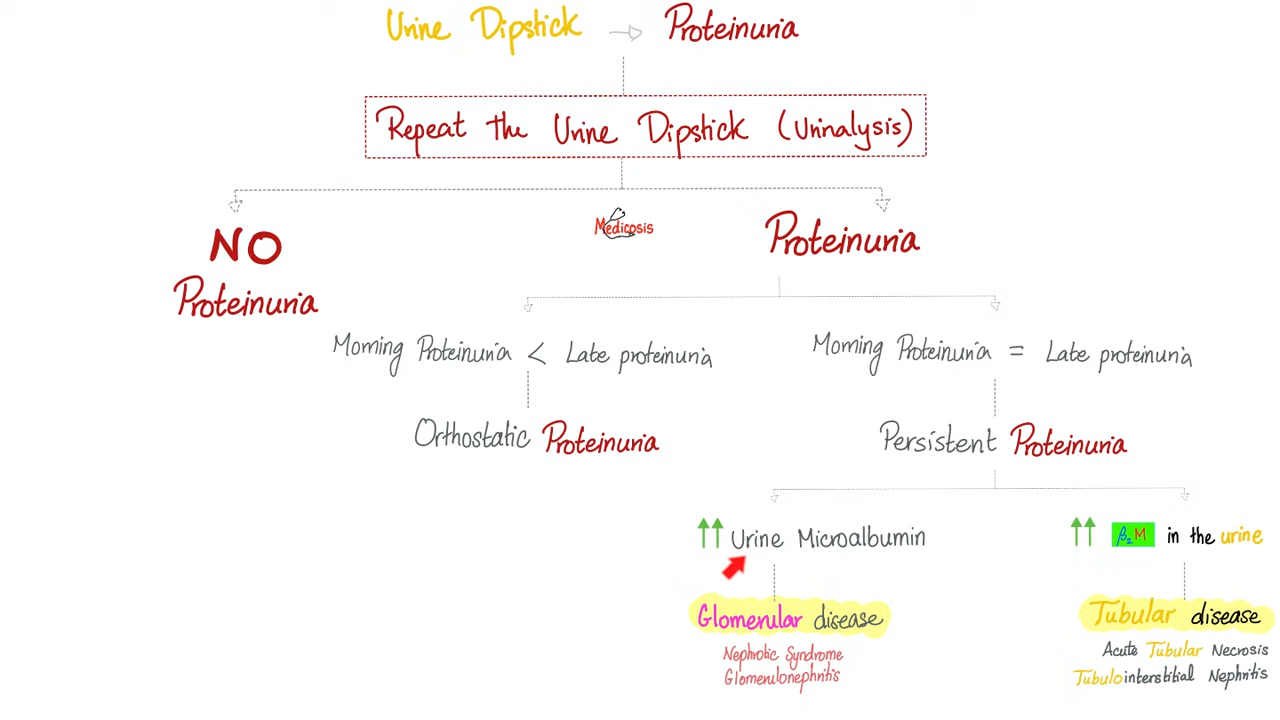 Urine Dipstick → Proteinuria
Repeat the Urine Dipstick (Urinalysis)
NO
Proteinuria
Medicosis
Proteinuria
Morning Proteinuria < Late proteinuria
Morning Proteinuria = Late proteinuria
Orthostatic Proteinuria
Persistent Proteinuria
↑↑ Urine Microalbumin
↑↑ β₂M in the urine
Glomerular disease
Nephrotic Syndrome
Glomerulonephritis
Tubular disease
Acute Tubular Necrosis
Tubulointerstitial Nephritis